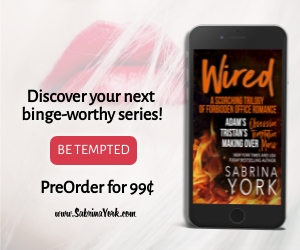 Discover your next
binge-worthy series!
BE TEMPTED
PreOrder for 99¢
www.SabrinaYork.com
Wired
A SCORCHING TRILOGY
OF FORBIDDEN OFFICE ROMANCE
ADAM'S Obsession
TRISTAN'S Temptation
MAKING OVER Maris
NEW YORK TIMES AND USA
TODAY BESTSELLING AUTHOR
SABRINA
YORK